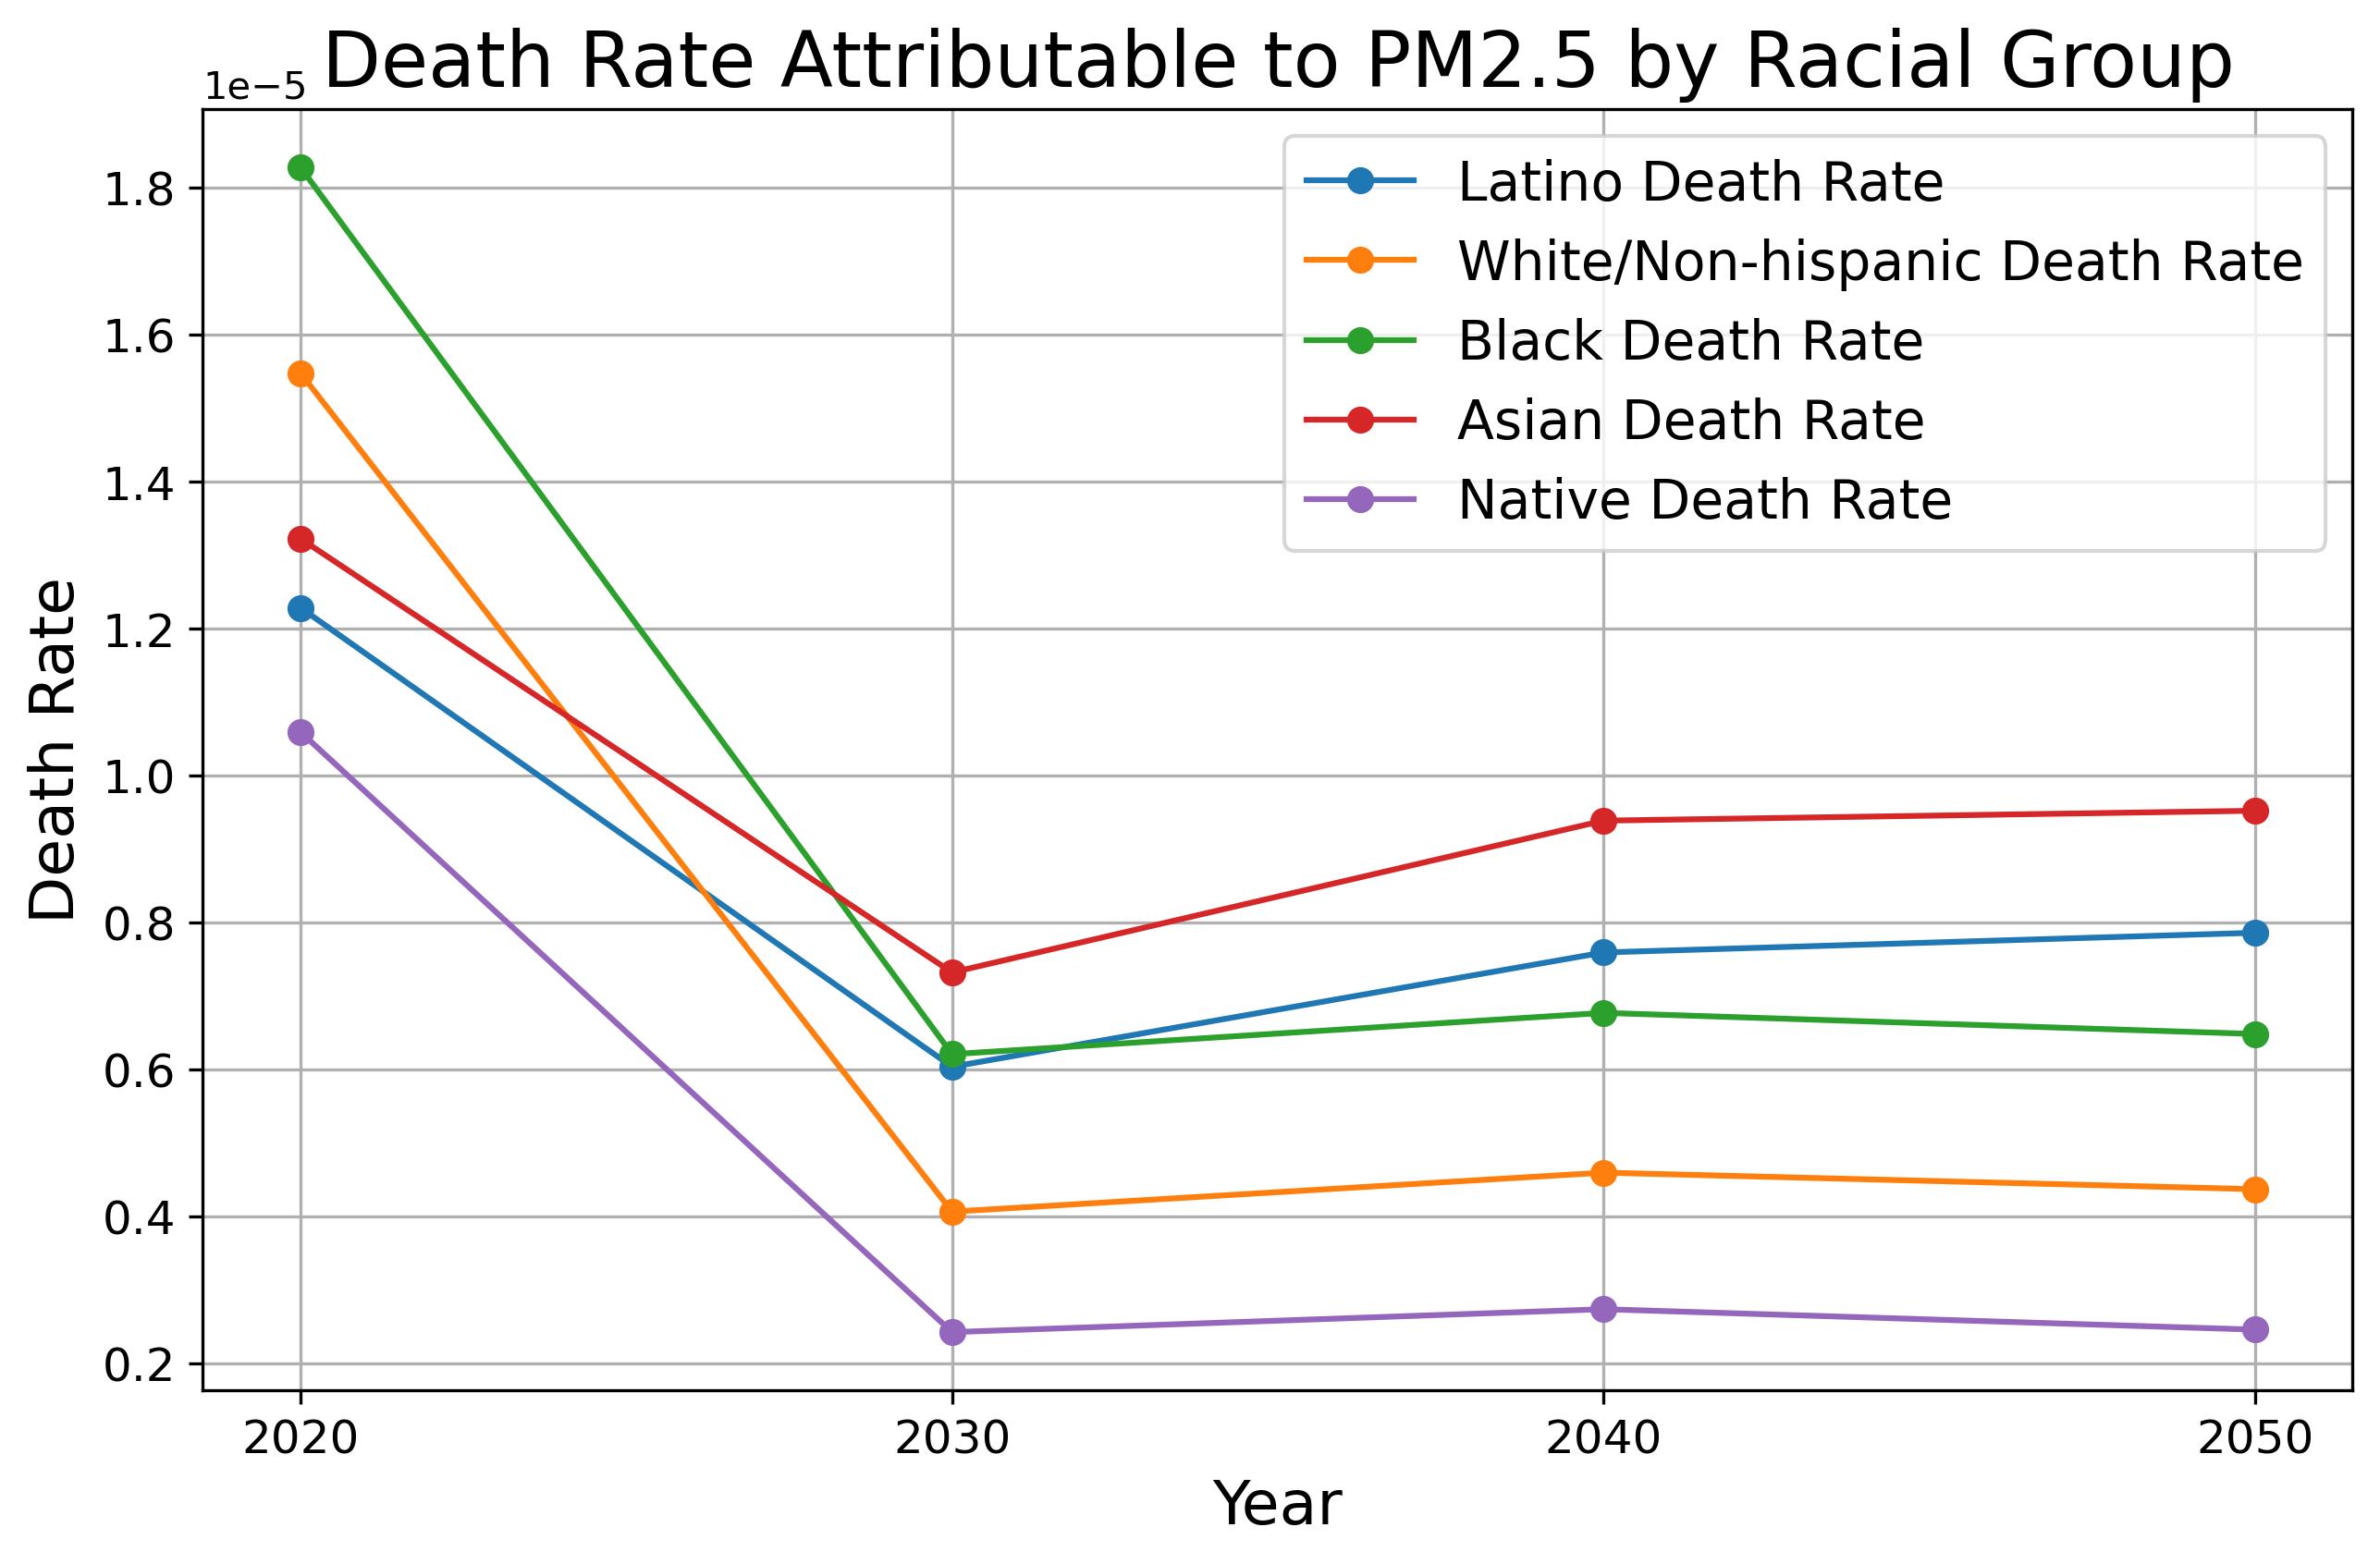 Death Rate Attributable to PM2.5 by Racial Group
1e−5
1.8
1.6
1.4
1.2
1.0
0.8
0.6
0.4
0.2
Death Rate
Latino Death Rate
White/Non-hispanic Death Rate
Black Death Rate
Asian Death Rate
Native Death Rate
2020 2030 2040 2050
Year